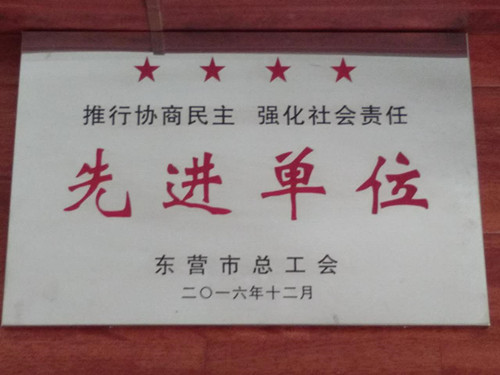 推行协商民主 强化社会责任
先进单位
东营市总工会
二〇一六年十二月